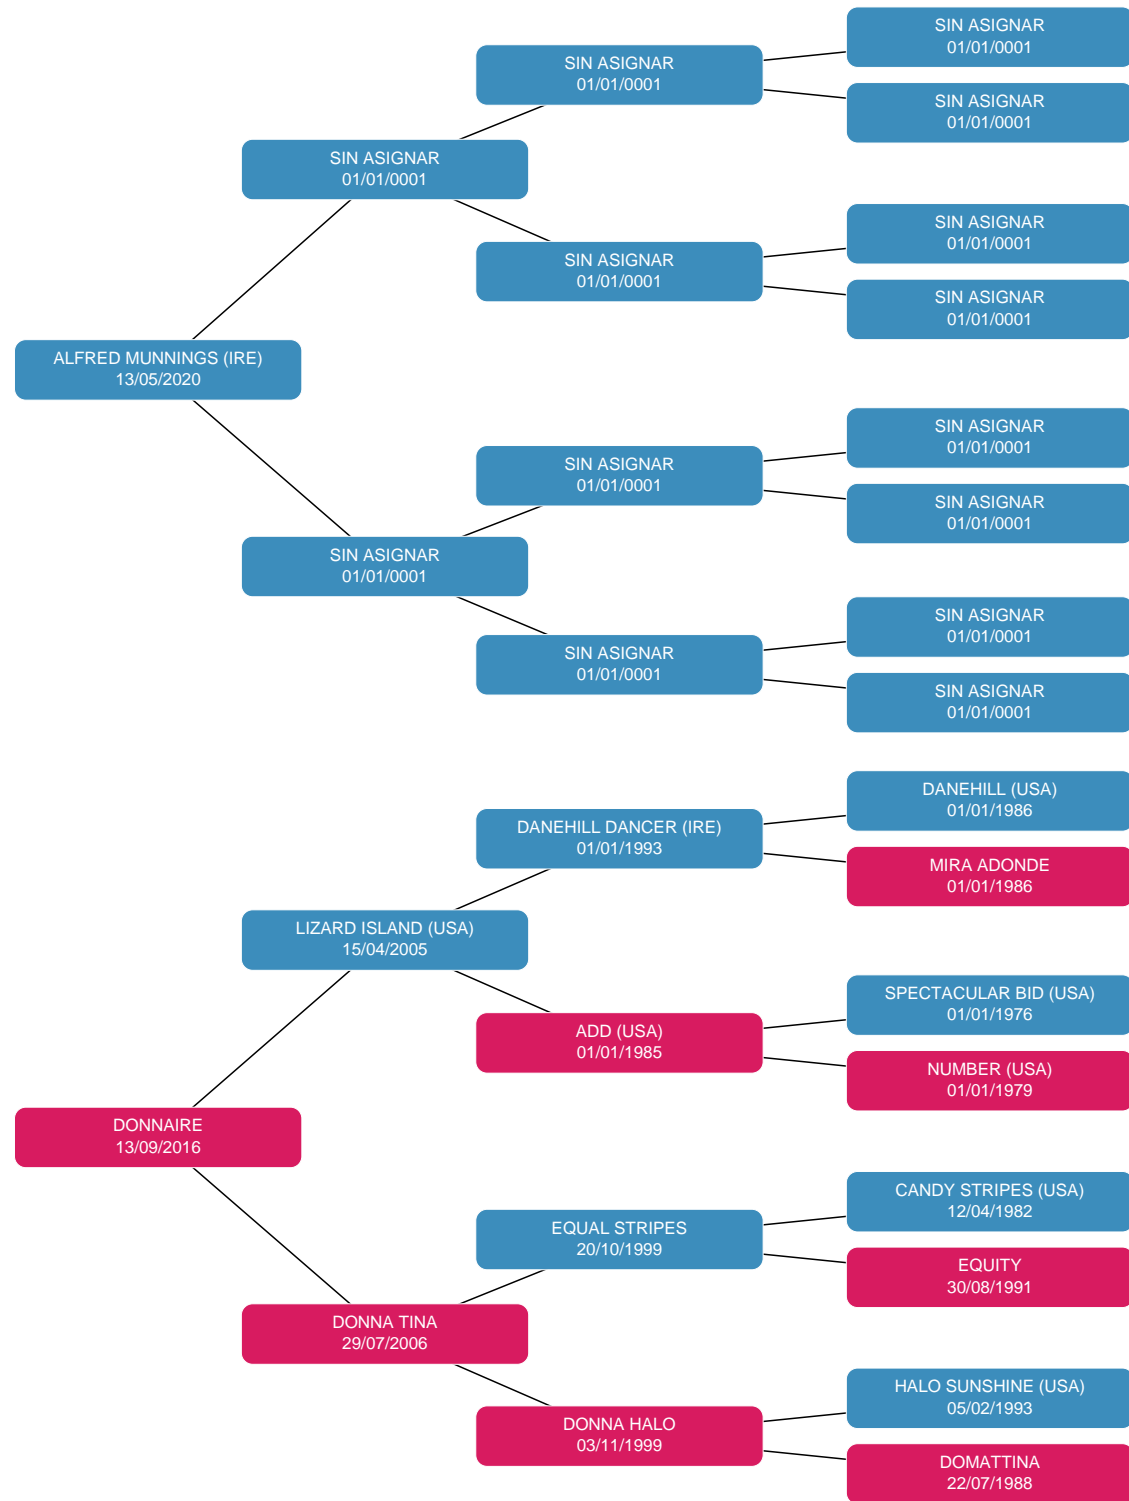 SIN ASIGNAR
01/01/0001
SIN ASIGNAR
01/01/0001
SIN ASIGNAR
01/01/0001
SIN ASIGNAR
01/01/0001
SIN ASIGNAR
01/01/0001
SIN ASIGNAR
01/01/0001
SIN ASIGNAR
01/01/0001
ALFRED MUNNINGS (IRE)
13/05/2020
SIN ASIGNAR
01/01/0001
SIN ASIGNAR
01/01/0001
SIN ASIGNAR
01/01/0001
SIN ASIGNAR
01/01/0001
SIN ASIGNAR
01/01/0001
SIN ASIGNAR
01/01/0001
SIN ASIGNAR
01/01/0001
DANEHILL (USA)
01/01/1986
DANEHILL DANCER (IRE)
01/01/1993
MIRA ADONDE
01/01/1986
LIZARD ISLAND (USA)
15/04/2005
SPECTACULAR BID (USA)
01/01/1976
ADD (USA)
01/01/1985
NUMBER (USA)
01/01/1979
DONNAIRE
13/09/2016
CANDY STRIPES (USA)
12/04/1982
EQUAL STRIPES
20/10/1999
EQUITY
30/08/1991
DONNA TINA
29/07/2006
HALO SUNSHINE (USA)
05/02/1993
DONNA HALO
03/11/1999
DOMATTINA
22/07/1988